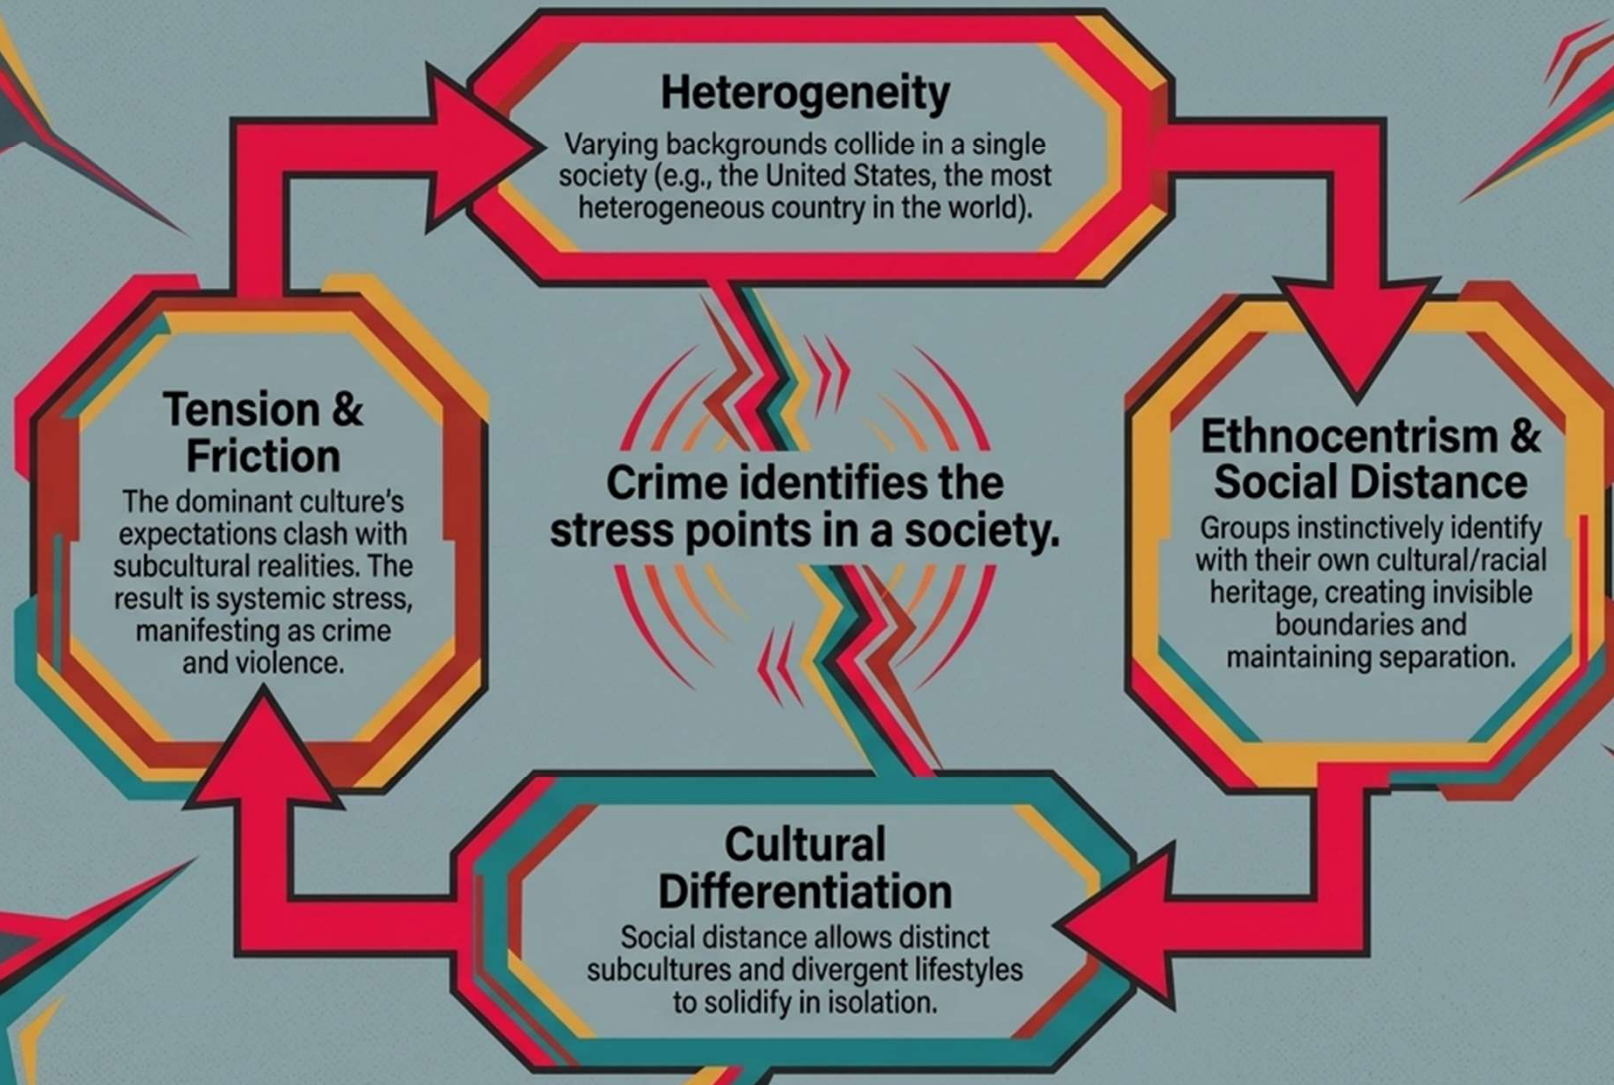 Heterogeneity
Varying backgrounds collide in a single
society (e.g., the United States, the most
heterogeneous country in the world).
Tension &
Friction
The dominant culture's
expectations clash with
subcultural realities. The
result is systemic stress,
manifesting as crime
and violence.
Crime identifies the
stress points in a society.
Ethnocentrism &
Social Distance
Groups instinctively identify
with their own cultural/racial
heritage, creating invisible
boundaries and
maintaining separation.
Cultural
Differentiation
Social distance allows distinct
subcultures and divergent lifestyles
to solidify in isolation.